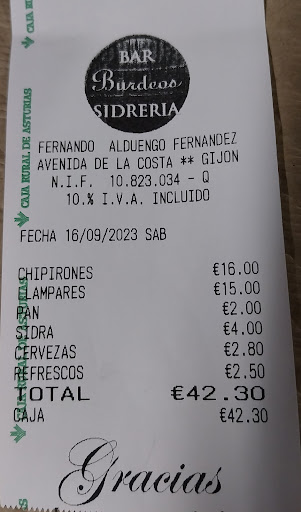 BAR
Burdeos
SIDRERIA
FERNANDO ALDUENGO FERNANDEZ
AVENIDA DE LA COSTA ** GIJON
N.I.F. 10.823.034 - Q
10.% I.V.A. INCLUIDO
FECHA 16/09/2023 SAB
CHIPIRONES €16.00
LLAMPARES €15.00
PAN €2.00
SIDRA €4.00
CERVEZAS €2.80
REFRESCOS €2.50
TOTAL €42.30
CAJA €42.30
Gracias
CAJA RURAL DE ASTURIAS